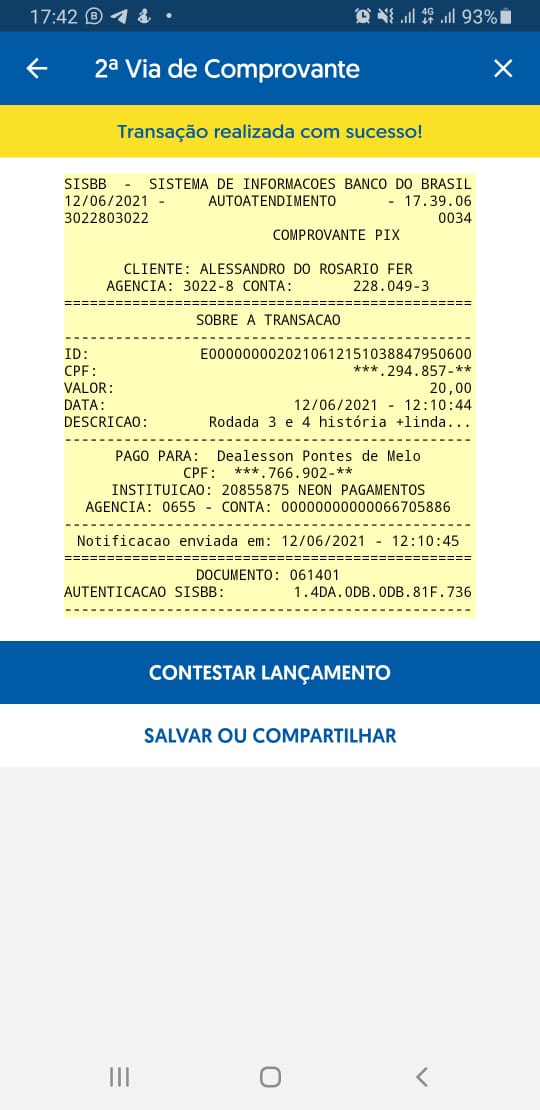 17:42 4G 93%
2ª Via de Comprovante
Transação realizada com sucesso!
SISBB - SISTEMA DE INFORMACOES BANCO DO BRASIL
12/06/2021 - AUTOATENDIMENTO - 17.39.06
3022803022 0034
COMPROVANTE PIX
CLIENTE: ALESSANDRO DO ROSARIO FER
AGENCIA: 3022-8 CONTA: 228.049-3
================================================
SOBRE A TRANSACAO
------------------------------------------------
ID: E00000000202106121510388479506​00
CPF: ***.294.857-**
VALOR: 20,00
DATA: 12/06/2021 - 12:10:44
DESCRICAO: Rodada 3 e 4 história +linda...
------------------------------------------------
PAGO PARA: Dealesson Pontes de Melo
CPF: ***.766.902-**
INSTITUICAO: 20855875 NEON PAGAMENTOS
AGENCIA: 0655 - CONTA: 00000000000066705886
------------------------------------------------
Notificacao enviada em: 12/06/2021 - 12:10:45
================================================
DOCUMENTO: 061401
AUTENTICACAO SISBB: 1.4DA.0DB.0DB.81F.736
------------------------------------------------
CONTESTAR LANÇAMENTO
SALVAR OU COMPARTILHAR